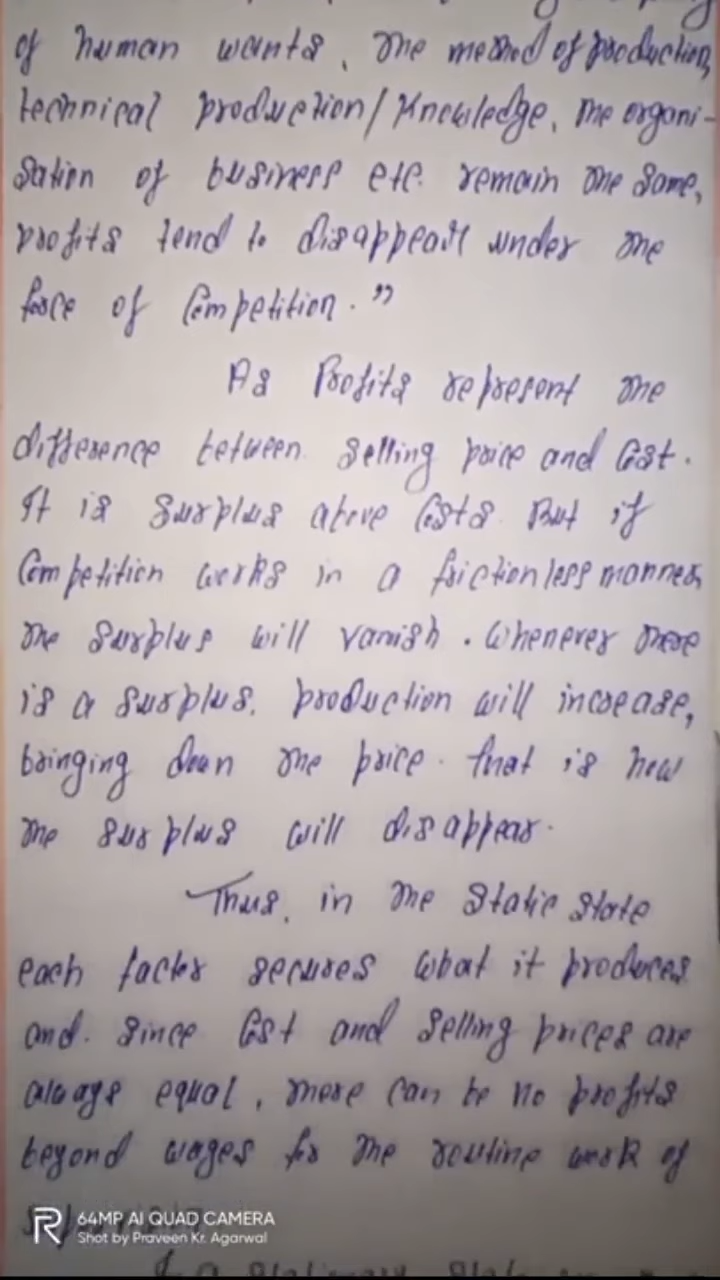 of human wants, the method of production,
technical production/Knowledge, the organi-
sation of business etc. remain the same,
profits tend to disappear under the
force of Competition."
As Profits represent the
difference between selling price and Cost.
It is surplus above Costs But if
Competition works in a frictionless manner,
the surplus will vanish. Whenever there
is a surplus. production will increase,
bringing down the price. that is how
the surplus will disappear.
Thus, in the Static state
each factor secures what it produces
and. Since Cost and selling prices are
always equal, there can be no profits
beyond wages for the routine work of
64MP AI QUAD CAMERA
Shot by Praveen Kr. Agarwal